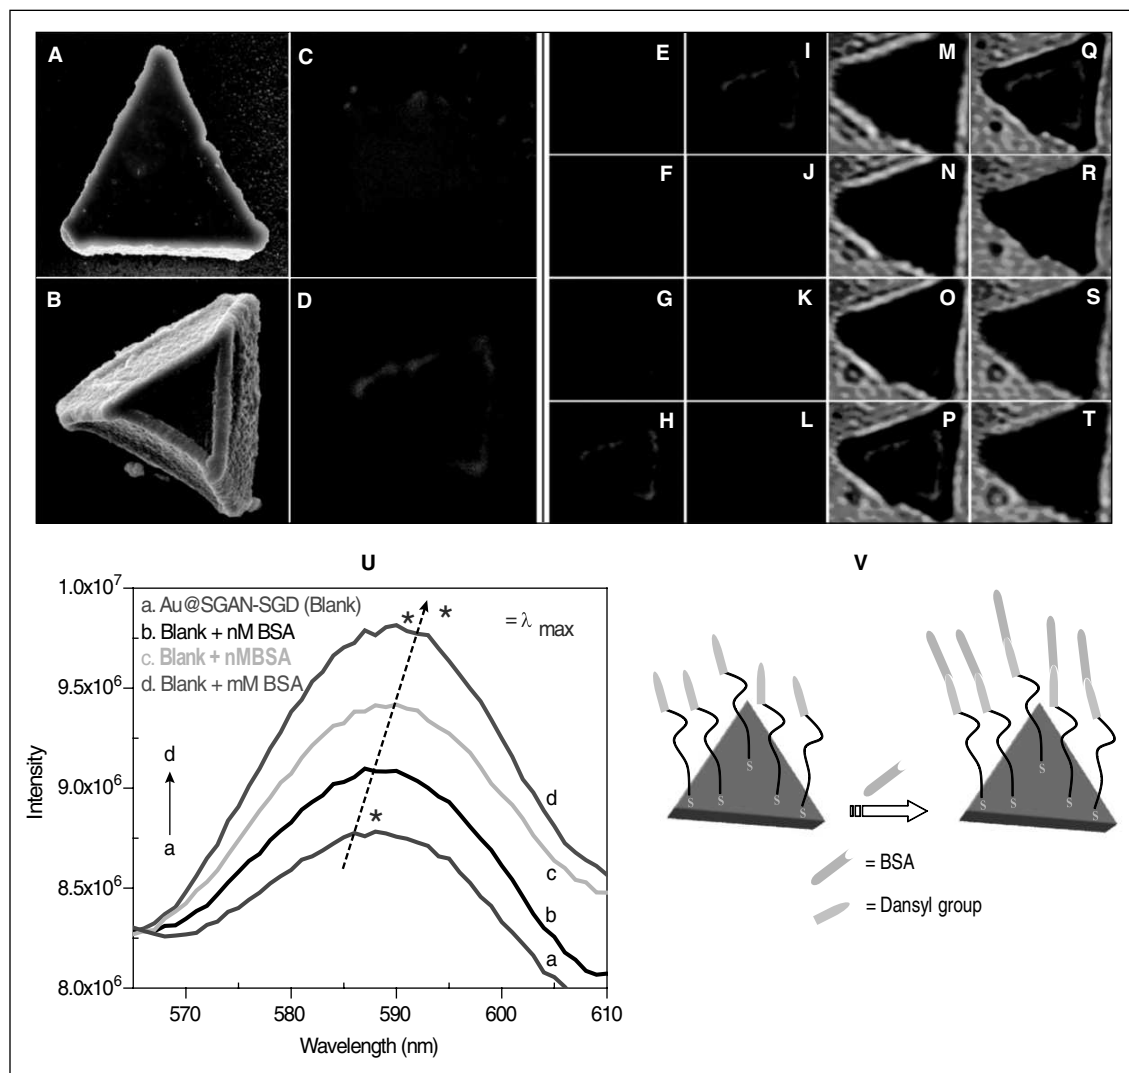 A
C
E
I
M
Q
F
J
N
R
B
D
G
K
O
S
H
L
P
T
U
V
1.0x10⁷
9.5x10⁶
9.0x10⁶
8.5x10⁶
8.0x10⁶
Intensity
a. Au@SGAN-SGD (Blank)
b. Blank + nM BSA
c. Blank + nMBSA
d. Blank + mM BSA
* *
= λ max
d
a
*
d
c
b
a
570 580 590 600 610
Wavelength (nm)
S
S S S S
S
S S S S
= BSA
= Dansyl group